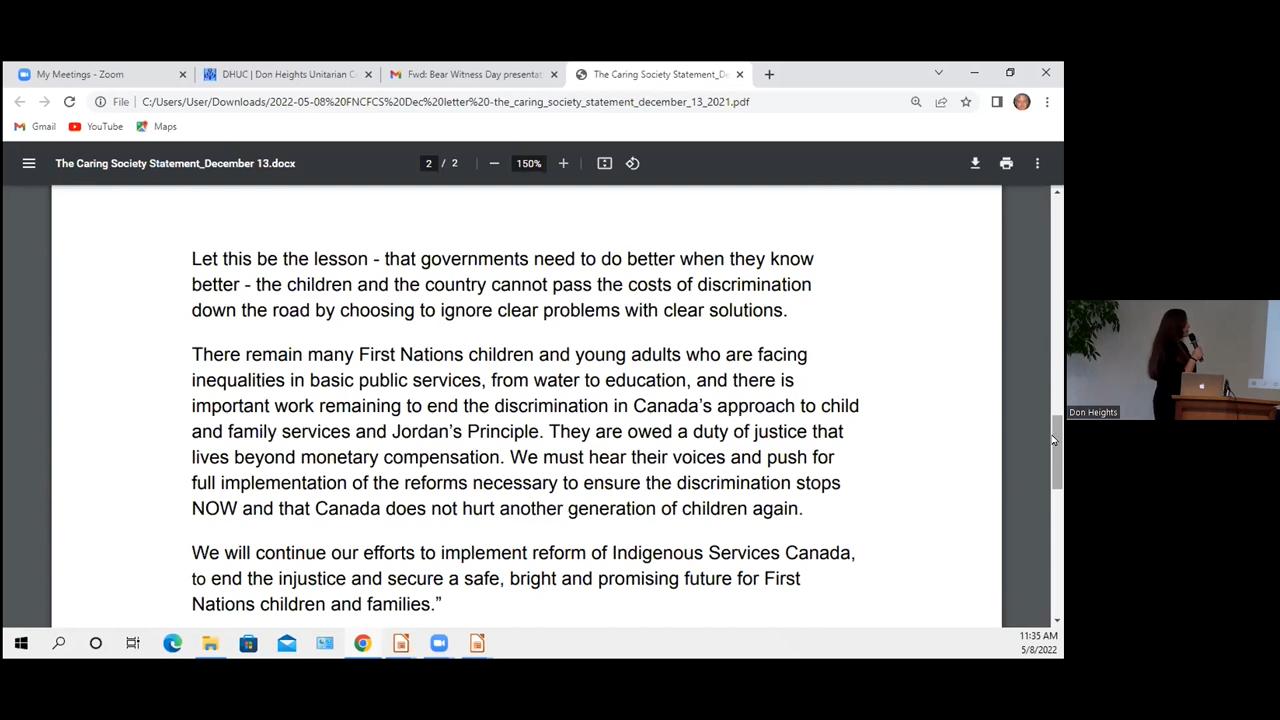 My Meetings - Zoom
DHUC | Don Heights Unitarian C
Fwd: Bear Witness Day presentat
The Caring Society Statement_De
File
C:/Users/User/Downloads/2022-05-08%20FNCFCS%20Dec%20letter%20-the_caring_society_statement_december_13_2021.pdf
Gmail YouTube Maps
The Caring Society Statement_December 13.docx
2 / 2
150%
Let this be the lesson - that governments need to do better when they know
better - the children and the country cannot pass the costs of discrimination
down the road by choosing to ignore clear problems with clear solutions.
There remain many First Nations children and young adults who are facing
inequalities in basic public services, from water to education, and there is
important work remaining to end the discrimination in Canada’s approach to child
and family services and Jordan’s Principle. They are owed a duty of justice that
lives beyond monetary compensation. We must hear their voices and push for
full implementation of the reforms necessary to ensure the discrimination stops
NOW and that Canada does not hurt another generation of children again.
We will continue our efforts to implement reform of Indigenous Services Canada,
to end the injustice and secure a safe, bright and promising future for First
Nations children and families.”
Don Heights
11:35 AM
5/8/2022